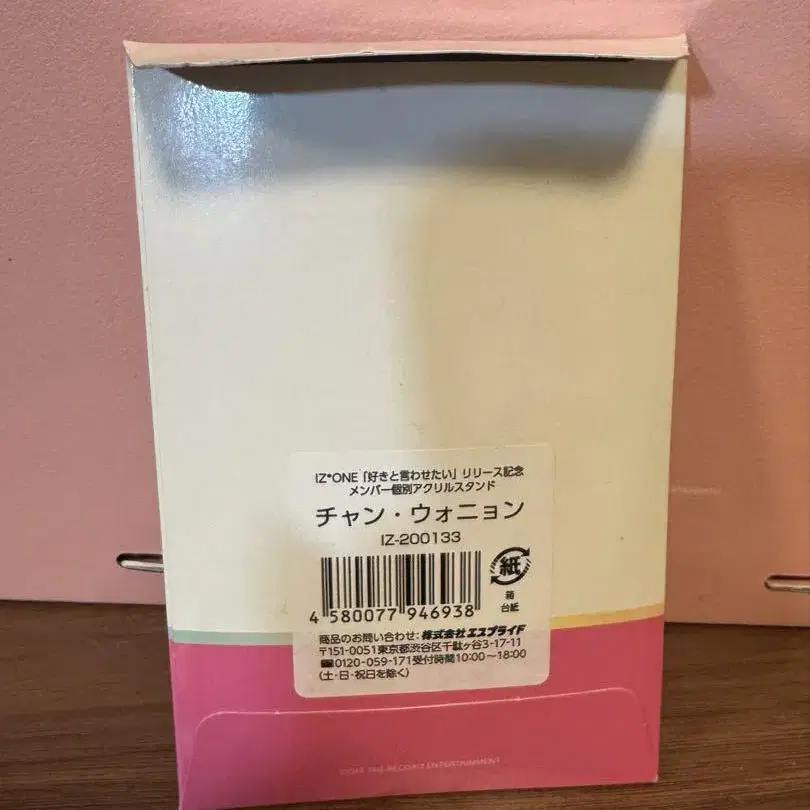 IZ*ONE「好きと言わせたい」リリース記念
メンバー個別アクリルスタンド
チャン・ウォニョン
IZ-200133
紙
箱
台紙
4 580077 946938
商品のお問い合わせ:株式会社エスプライド
〒151-0051東京都渋谷区千駄ヶ谷3-17-11
0120-059-171受付時間10:00〜18:00
(土・日・祝日を除く)
OFF THE RECORD ENTERTAINMENT